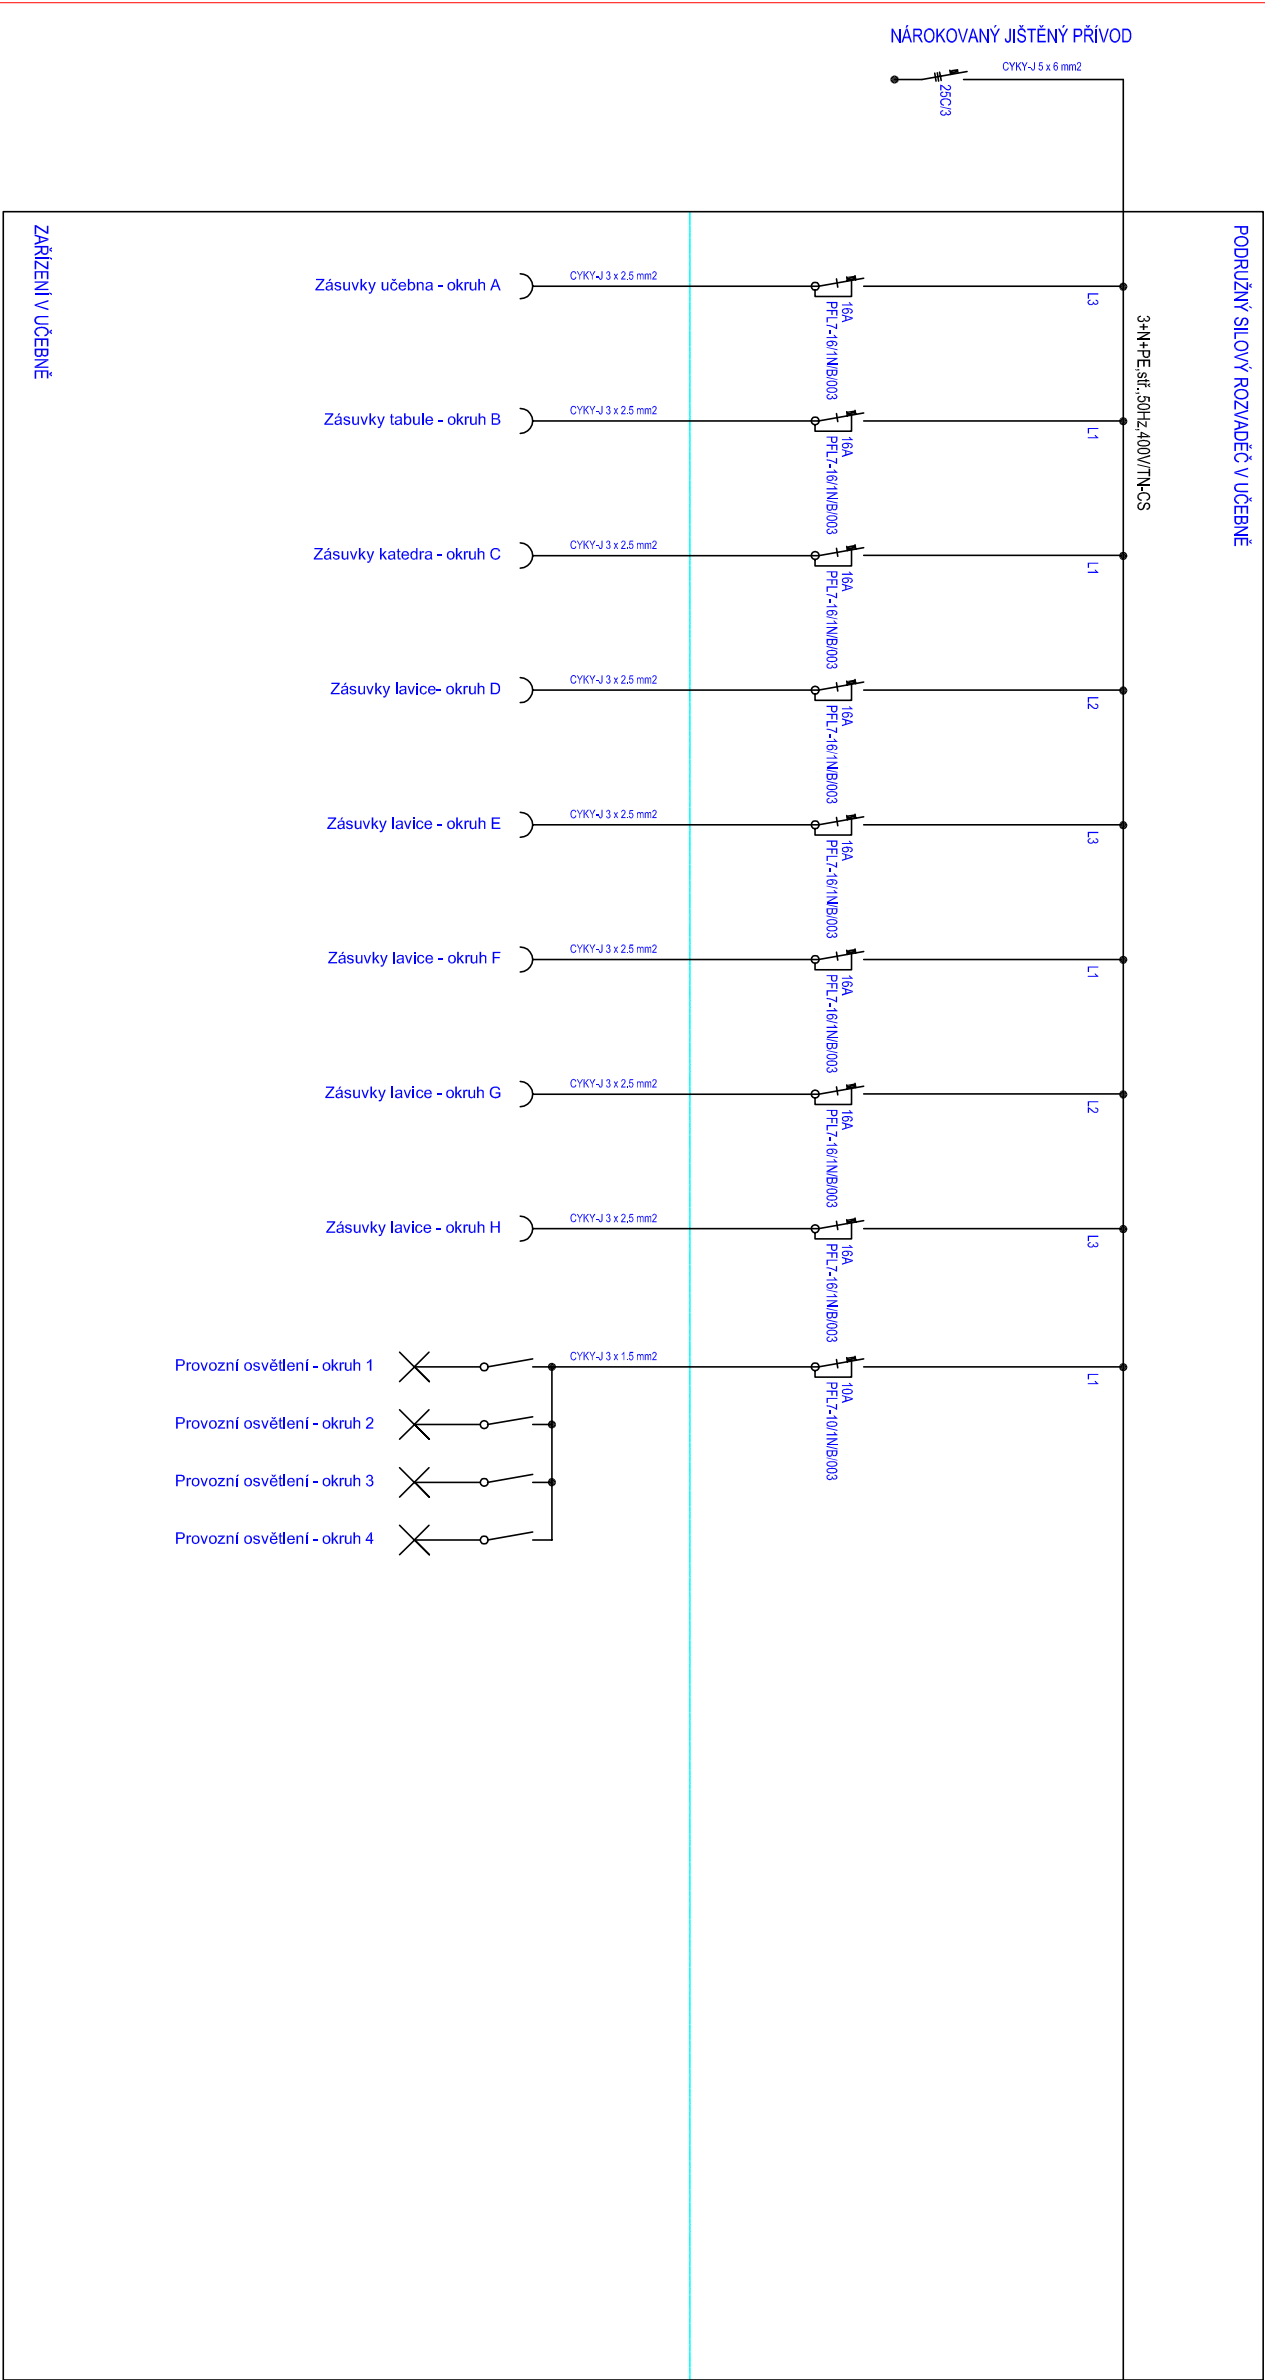 NÁROKOVANÝ JIŠTĚNÝ PŘÍVOD
CYKY-J 5 x 6 mm2
25C/3
PODRUŽNÝ SILOVÝ ROZVADĚČ V UČEBNĚ
ZAŘÍZENÍ V UČEBNĚ
3+N+PE,stř.,50Hz,400V/TN-CS
Zásuvky učebna - okruh A
CYKY-J 3 x 2.5 mm2
16A
PFL7-16/1N/B/003
L3
Zásuvky tabule - okruh B
CYKY-J 3 x 2.5 mm2
16A
PFL7-16/1N/B/003
L1
Zásuvky katedra - okruh C
CYKY-J 3 x 2.5 mm2
16A
PFL7-16/1N/B/003
L1
Zásuvky lavice- okruh D
CYKY-J 3 x 2.5 mm2
16A
PFL7-16/1N/B/003
L2
Zásuvky lavice - okruh E
CYKY-J 3 x 2.5 mm2
16A
PFL7-16/1N/B/003
L3
Zásuvky lavice - okruh F
CYKY-J 3 x 2.5 mm2
16A
PFL7-16/1N/B/003
L1
Zásuvky lavice - okruh G
CYKY-J 3 x 2.5 mm2
16A
PFL7-16/1N/B/003
L2
Zásuvky lavice - okruh H
CYKY-J 3 x 2.5 mm2
16A
PFL7-16/1N/B/003
L3
Provozní osvětlení - okruh 1
CYKY-J 3 x 1.5 mm2
10A
PFL7-10/1N/B/003
L1
Provozní osvětlení - okruh 2
Provozní osvětlení - okruh 3
Provozní osvětlení - okruh 4